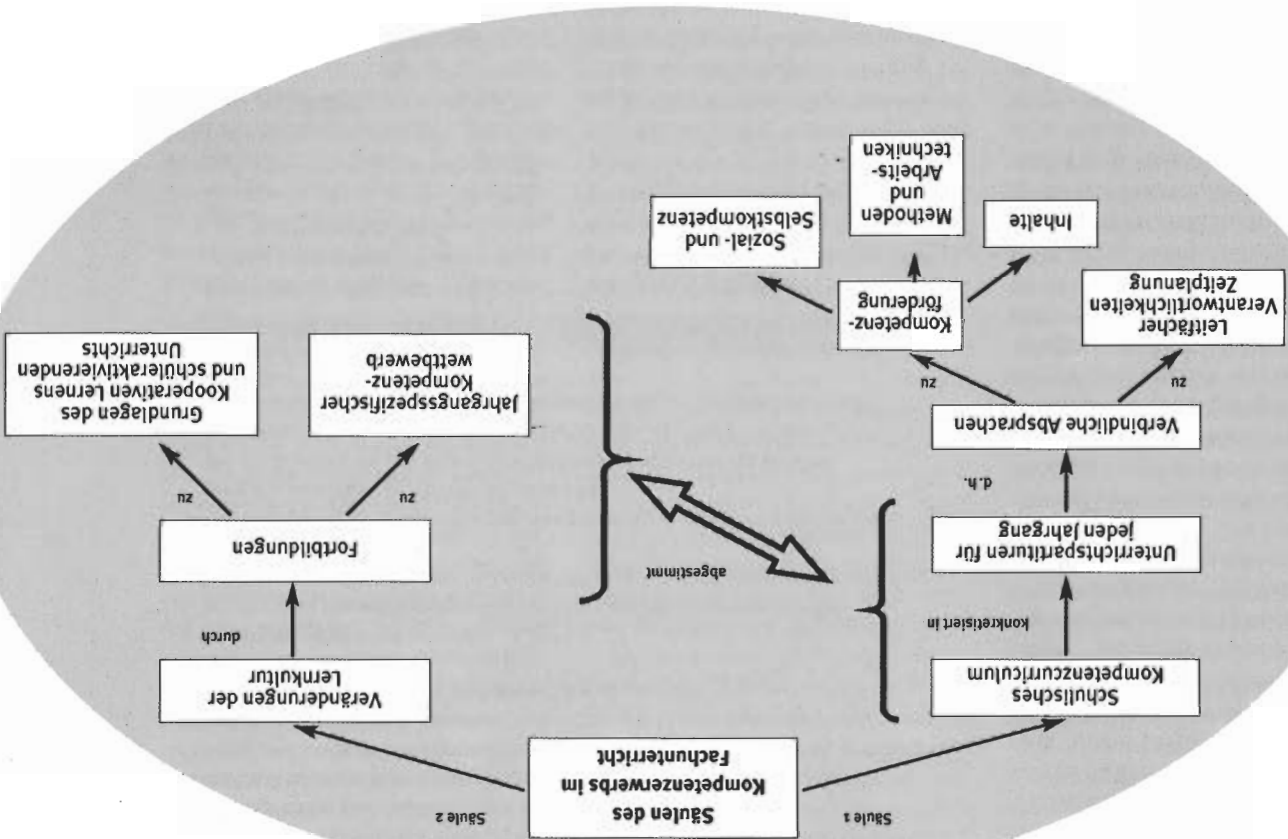 Säulen des
Kompetenzerwerbs im
Fachunterricht
Säule 1
Säule 2
Schulisches
Kompetenzcurriculum
konkretisiert in
Unterrichtspartituren für
jeden Jahrgang
d.h.
Verbindliche Absprachen
zu
zu
Leitfächer
Verantwortlichkeiten
Zeitplanung
Kompetenz-
förderung
Inhalte
Methoden
und
Arbeits-
techniken
Sozial- und
Selbstkompetenz
abgestimmt
Veränderungen der
Lernkultur
durch
Fortbildungen
zu
zu
Jahrgangsspezifischer
Kompetenz-
wettbewerb
Grundlagen des
Kooperativen Lernens
und schüleraktivierenden
Unterrichts